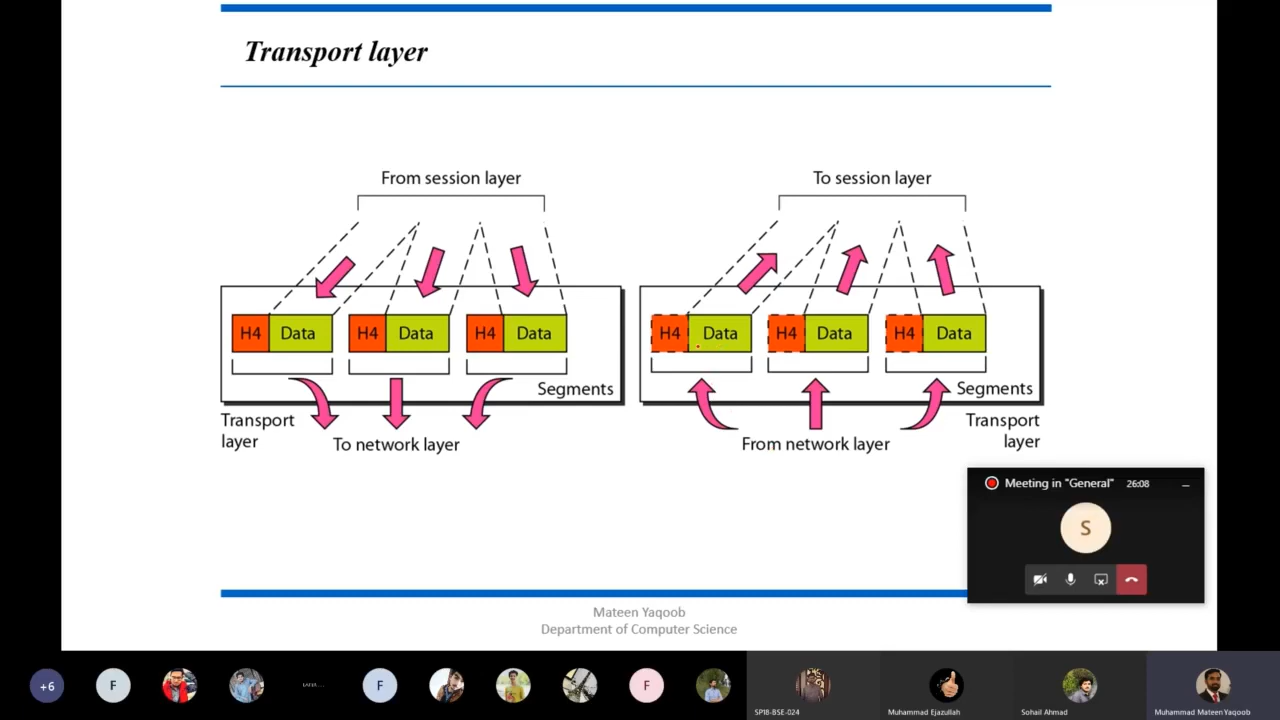 Transport layer
From session layer
To session layer
H4 Data H4 Data H4 Data
H4 Data H4 Data H4 Data
Segments
Segments
Transport
layer
To network layer
From network layer
Transport
layer
Meeting in "General" 26:08
S
Mateen Yaqoob
Department of Computer Science
+6
F
F
F
SP18-BSE-024
Muhammad Ejazullah
Sohail Ahmad
Muhammad Mateen Yaqoob